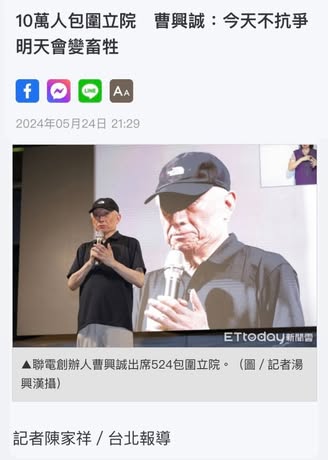 10萬人包圍立院　曹興誠：今天不抗爭
明天會變畜牲
f
LINE
AA
2024年05月24日 21:29
THE NORTH FACE
ETtoday新聞雲
▲聯電創辦人曹興誠出席524包圍立院。（圖／記者湯
興漢攝）
記者陳家祥／台北報導